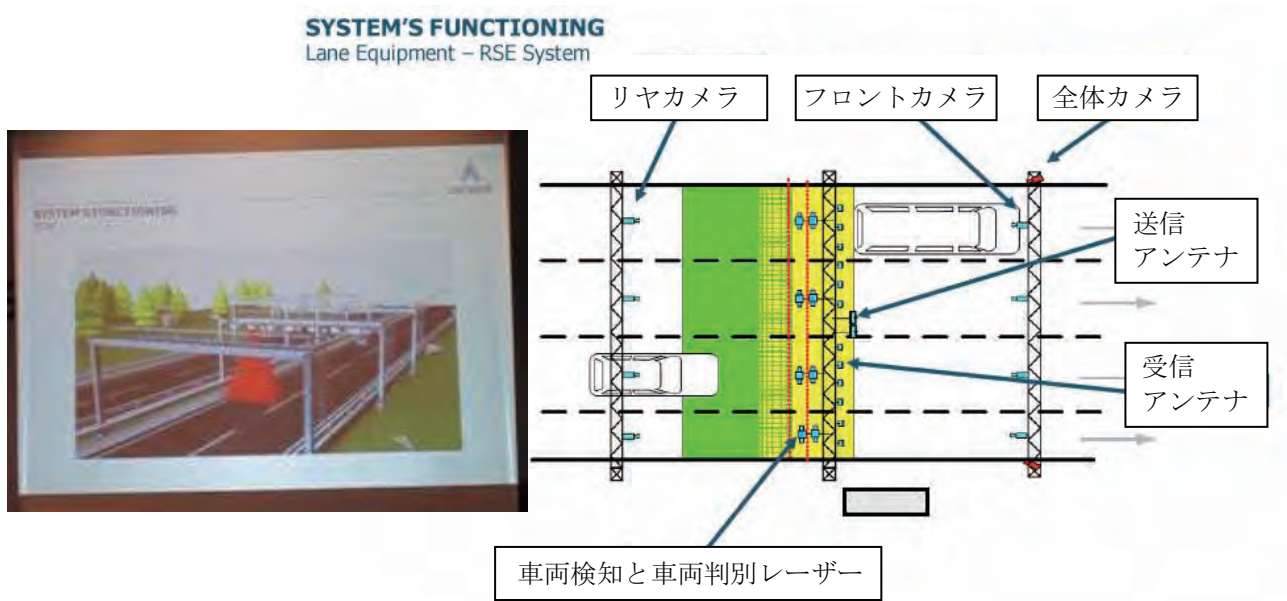 SYSTEM'S FUNCTIONING
Lane Equipment – RSE System
リヤカメラ
フロントカメラ
全体カメラ
SYSTEM'S FUNCTIONING
送信
アンテナ
受信
アンテナ
車両検知と車両判別レーザー